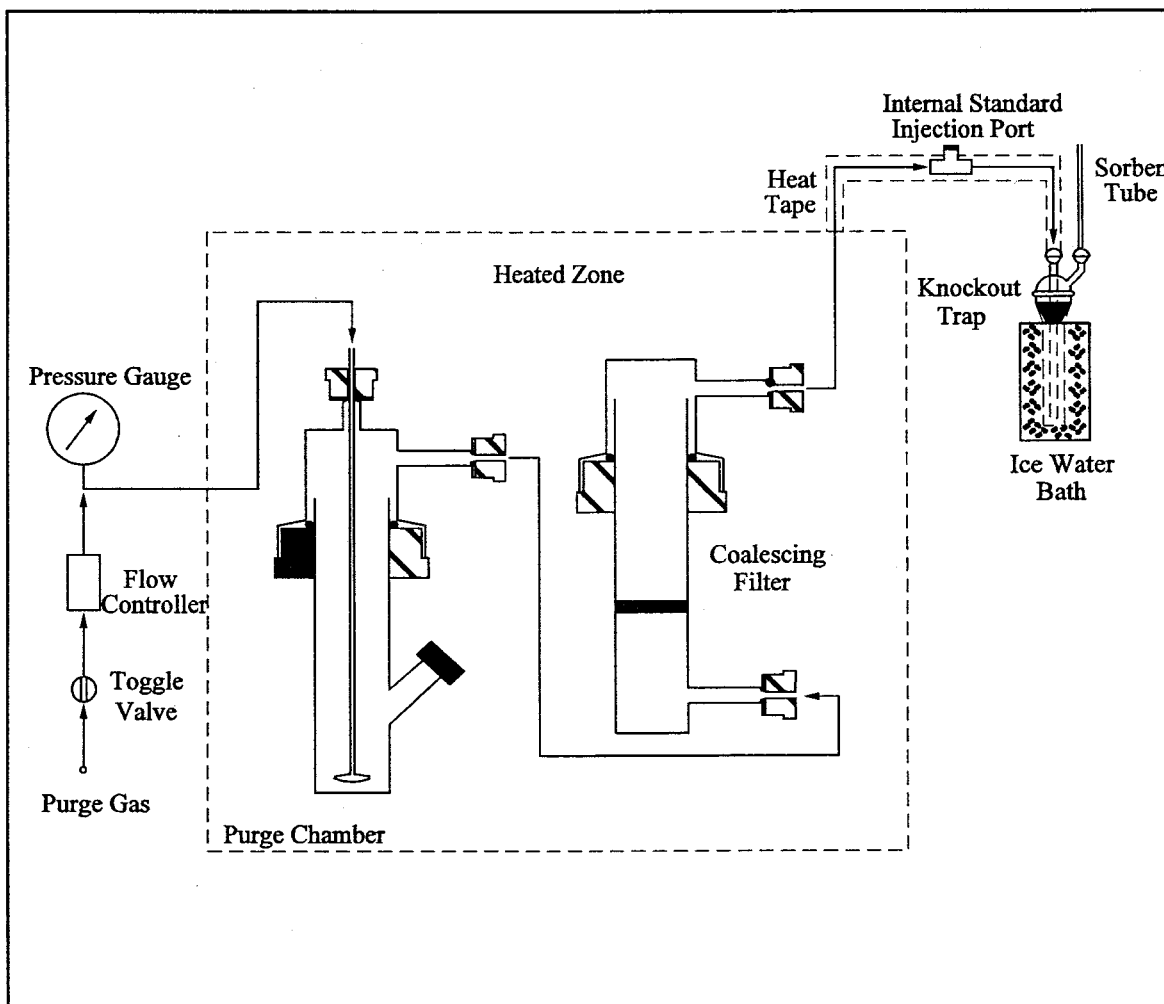 Internal Standard
Injection Port
Heat
Tape
Sorben
Tube
Heated Zone
Knockout
Trap
Pressure Gauge
Ice Water
Bath
Coalescing
Filter
Flow
Controller
Toggle
Valve
Purge Gas
Purge Chamber